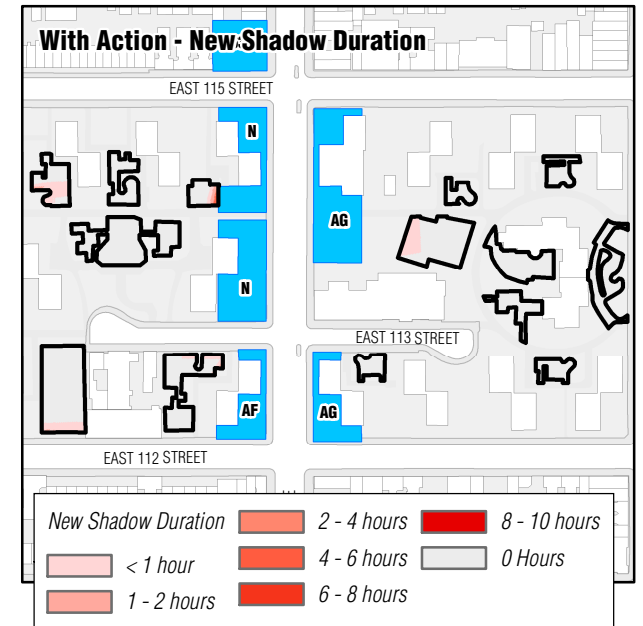 With Action - New Shadow Duration
EAST 115 STREET
N
AG
N
EAST 113 STREET
AF
AG
EAST 112 STREET
New Shadow Duration
< 1 hour
1 - 2 hours
2 - 4 hours
4 - 6 hours
6 - 8 hours
8 - 10 hours
0 Hours